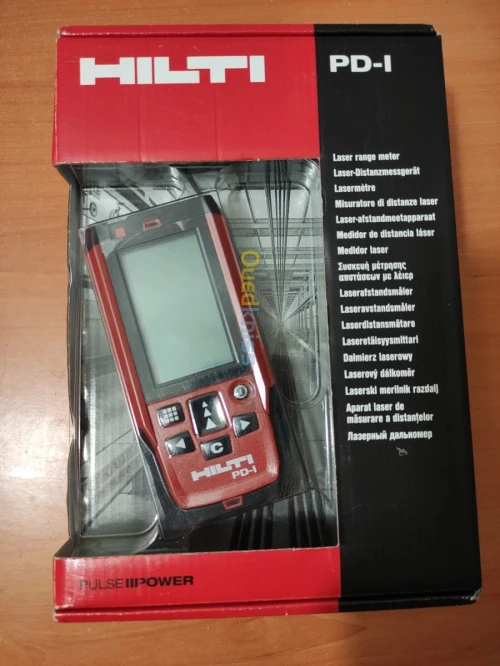 HILTI
PD-I
Laser range meter
Laser-Distanzmessgerät
Lasermètre
Misuratore di distanze laser
Laser-afstandmeetapparaat
Medidor de distancia láser
Medidor laser
Συσκευή μέτρησης
αποστάσεων με λέιερ
Laserafstandsmåler
Laseravstandsmåler
Laserdistansmätare
Laseretäisyysmittari
Dalmierz laserowy
Laserový dálkoměr
Laserski merilnik razdalj
Aparat laser de
măsurare a distanțelor
Лазерный дальномер
Ouedkniss
C
HILTI
PD-I
PULSE POWER